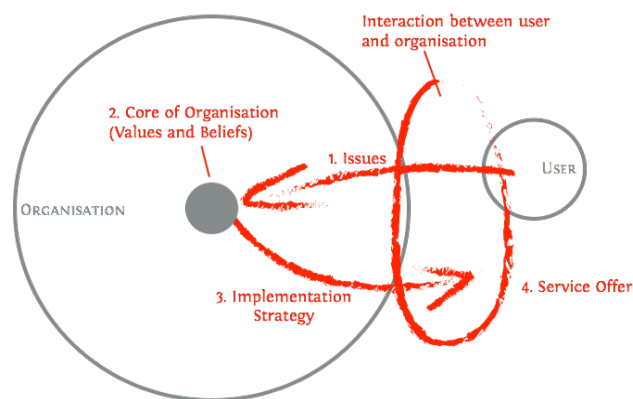 Interaction between user
and organisation
2. Core of Organisation
(Values and Beliefs)
1. Issues
USER
ORGANISATION
3. Implementation
Strategy
4. Service Offer